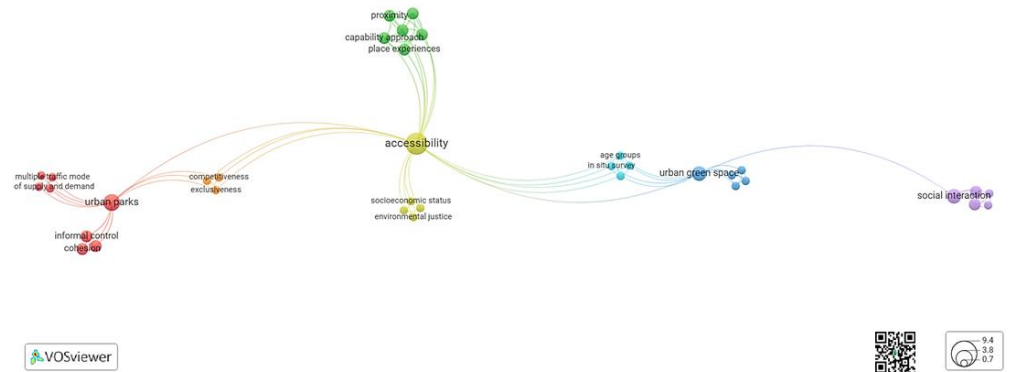 proximity
capability approach
place experiences
accessibility
age groups
in situ survey
urban green space
multiple traffic mode
of supply and demand
competitiveness
exclusiveness
urban parks
socioeconomic status
environmental justice
social interaction
informal control
cohesion
VOSviewer
9.4
3.8
0.7